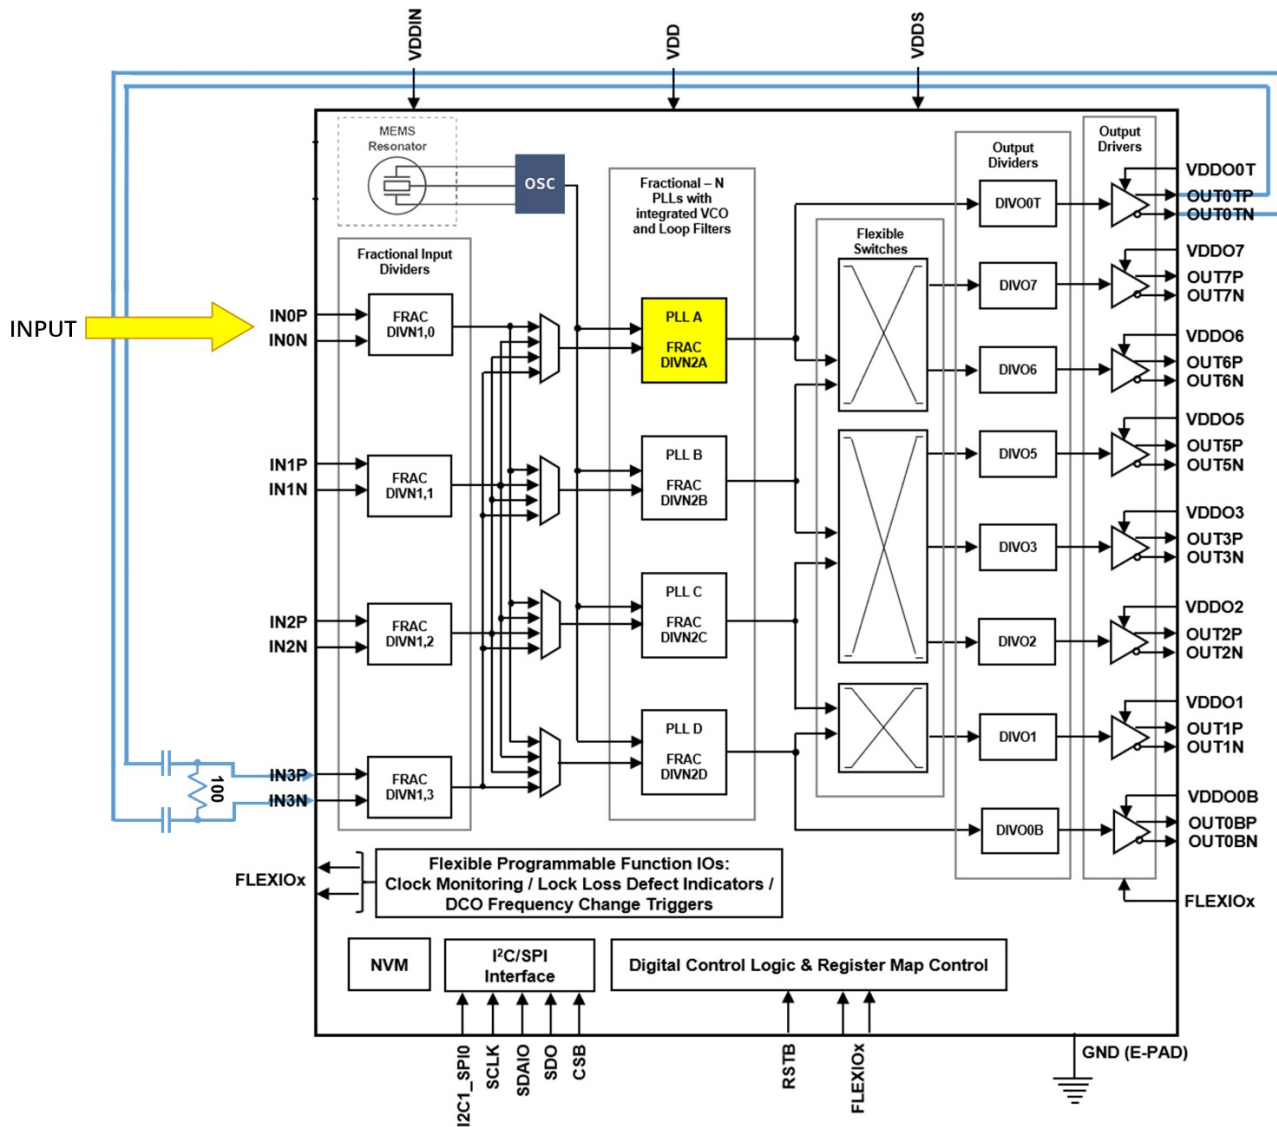 VDDIN
VDD
VDDS
MEMS
Resonator
OSC
Fractional – N
PLLs with
integrated VCO
and Loop Filters
Output
Dividers
Output
Drivers
Fractional Input
Dividers
Flexible
Switches
INPUT
IN0P
IN0N
FRAC
DIVN1,0
IN1P
IN1N
FRAC
DIVN1,1
IN2P
IN2N
FRAC
DIVN1,2
IN3P
IN3N
FRAC
DIVN1,3
100
PLL A
FRAC
DIVN2A
PLL B
FRAC
DIVN2B
PLL C
FRAC
DIVN2C
PLL D
FRAC
DIVN2D
DIVO0T
DIVO7
DIVO6
DIVO5
DIVO3
DIVO2
DIVO1
DIVO0B
VDDO0T
OUT0TP
OUT0TN
VDDO7
OUT7P
OUT7N
VDDO6
OUT6P
OUT6N
VDDO5
OUT5P
OUT5N
VDDO3
OUT3P
OUT3N
VDDO2
OUT2P
OUT2N
VDDO1
OUT1P
OUT1N
VDDO0B
OUT0BP
OUT0BN
FLEXIOx
FLEXIOx
Flexible Programmable Function IOs:
Clock Monitoring / Lock Loss Defect Indicators /
DCO Frequency Change Triggers
NVM
I²C/SPI
Interface
Digital Control Logic & Register Map Control
I2C1_SPI0
SCLK
SDAIO
SDO
CSB
RSTB
FLEXIOx
GND (E-PAD)